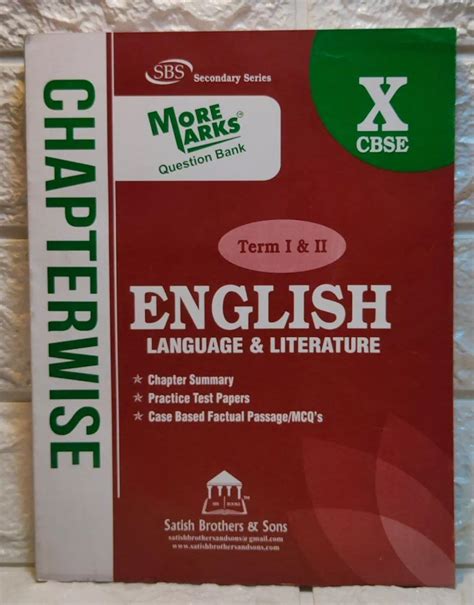 CHAPTERWISE
SBS Secondary Series
MORE
MARKS
Question Bank
X
CBSE
Term I & II
ENGLISH
LANGUAGE & LITERATURE
Chapter Summary
Practice Test Papers
Case Based Factual Passage/MCQ's
Satish Brothers & Sons
satishbrothersandsons@gmail.com
www.satishbrothersandsons.com